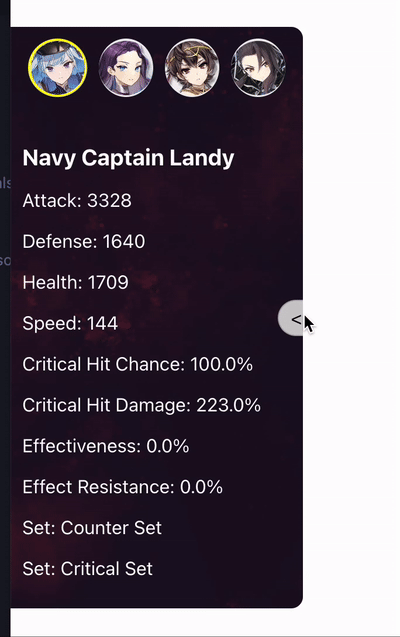 Navy Captain Landy
Attack: 3328
Defense: 1640
Health: 1709
Speed: 144
<
Critical Hit Chance: 100.0%
Critical Hit Damage: 223.0%
Effectiveness: 0.0%
Effect Resistance: 0.0%
Set: Counter Set
Set: Critical Set